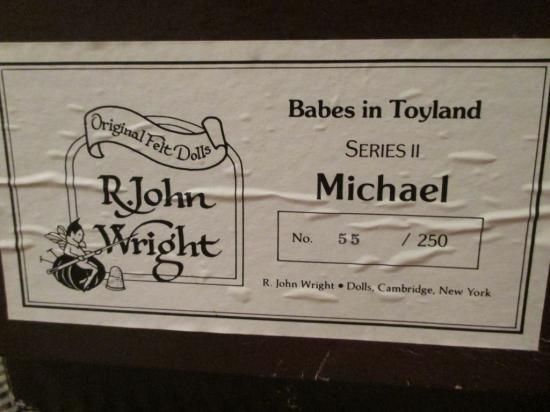 Original Felt Dolls
R. John
Wright
Babes in Toyland
SERIES II
Michael
No. 55 / 250
R. John Wright • Dolls, Cambridge, New York